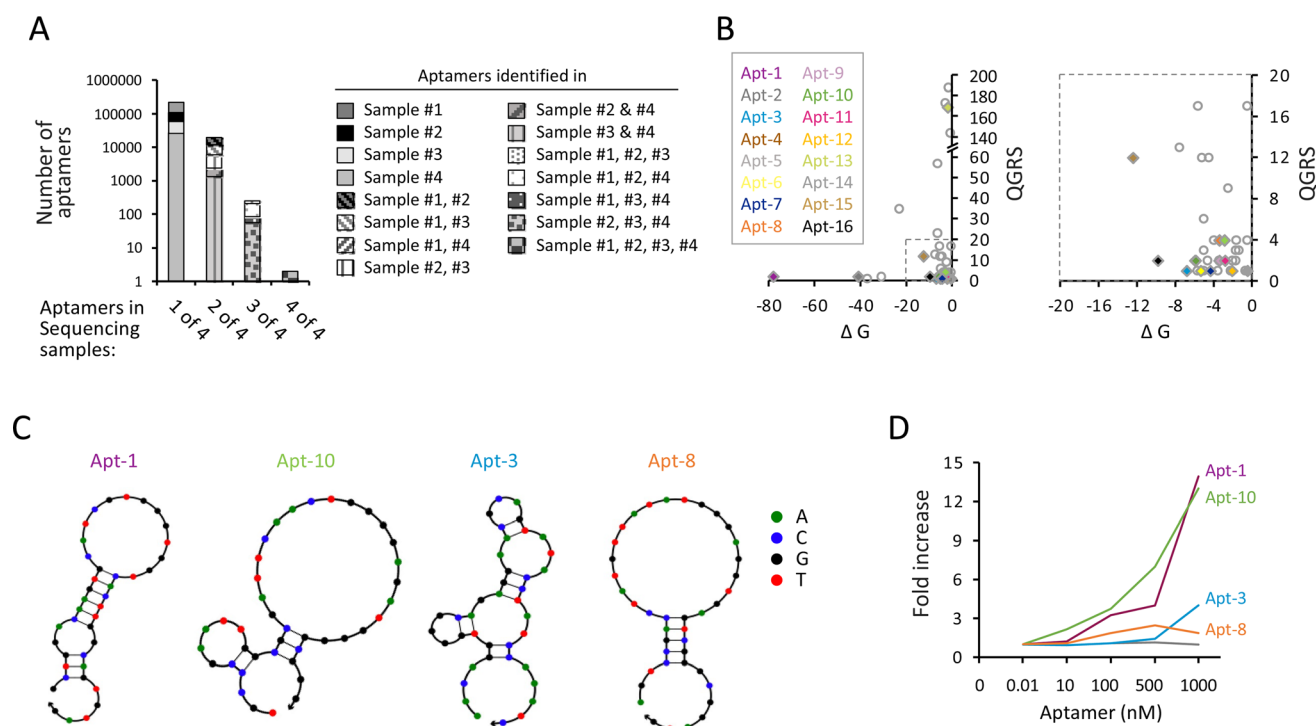 A
Number of
aptamers
1000000
100000
10000
1000
100
10
1
1 of 4
2 of 4
3 of 4
4 of 4
Aptamers in
Sequencing
samples:
Aptamers identified in
Sample #1
Sample #2
Sample #3
Sample #4
Sample #1, #2
Sample #1, #3
Sample #1, #4
Sample #2, #3
Sample #2 & #4
Sample #3 & #4
Sample #1, #2, #3
Sample #1, #2, #4
Sample #1, #3, #4
Sample #2, #3, #4
Sample #1, #2, #3, #4
B
Apt-1
Apt-2
Apt-3
Apt-4
Apt-5
Apt-6
Apt-7
Apt-8
Apt-9
Apt-10
Apt-11
Apt-12
Apt-13
Apt-14
Apt-15
Apt-16
200
180
160
140
60
50
40
30
20
10
0
QGRS
-80
-60
-40
-20
0
Δ G
20
16
12
8
4
0
QGRS
-20
-16
-12
-8
-4
0
Δ G
C
Apt-1
Apt-10
Apt-3
Apt-8
A
C
G
T
D
Fold increase
15
12
9
6
3
0
0
0.01
10
100
500
1000
Aptamer (nM)
Apt-1
Apt-10
Apt-3
Apt-8